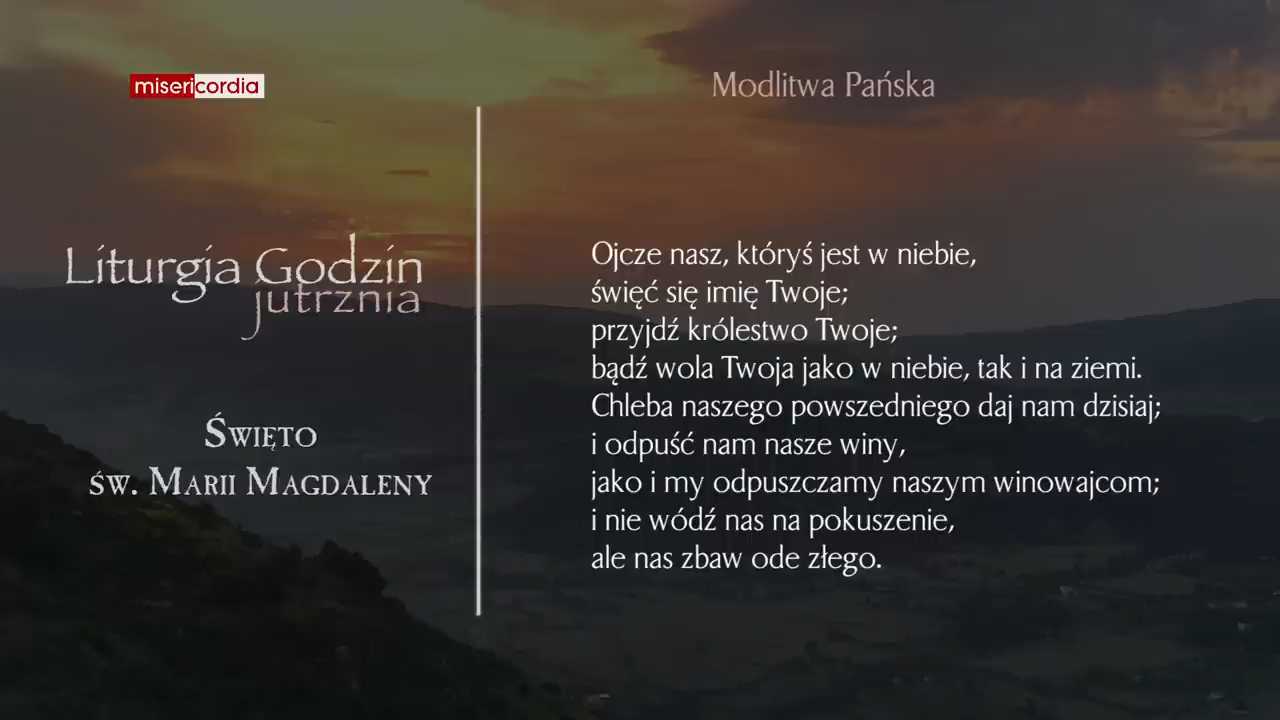 misericordia
Modlitwa Pańska
Liturgia Godzin
jutrznia
Święto
św. Marii Magdaleny
Ojcze nasz, któryś jest w niebie,
święć się imię Twoje;
przyjdź królestwo Twoje;
bądź wola Twoja jako w niebie, tak i na ziemi.
Chleba naszego powszedniego daj nam dzisiaj;
i odpuść nam nasze winy,
jako i my odpuszczamy naszym winowajcom;
i nie wódź nas na pokuszenie,
ale nas zbaw ode złego.